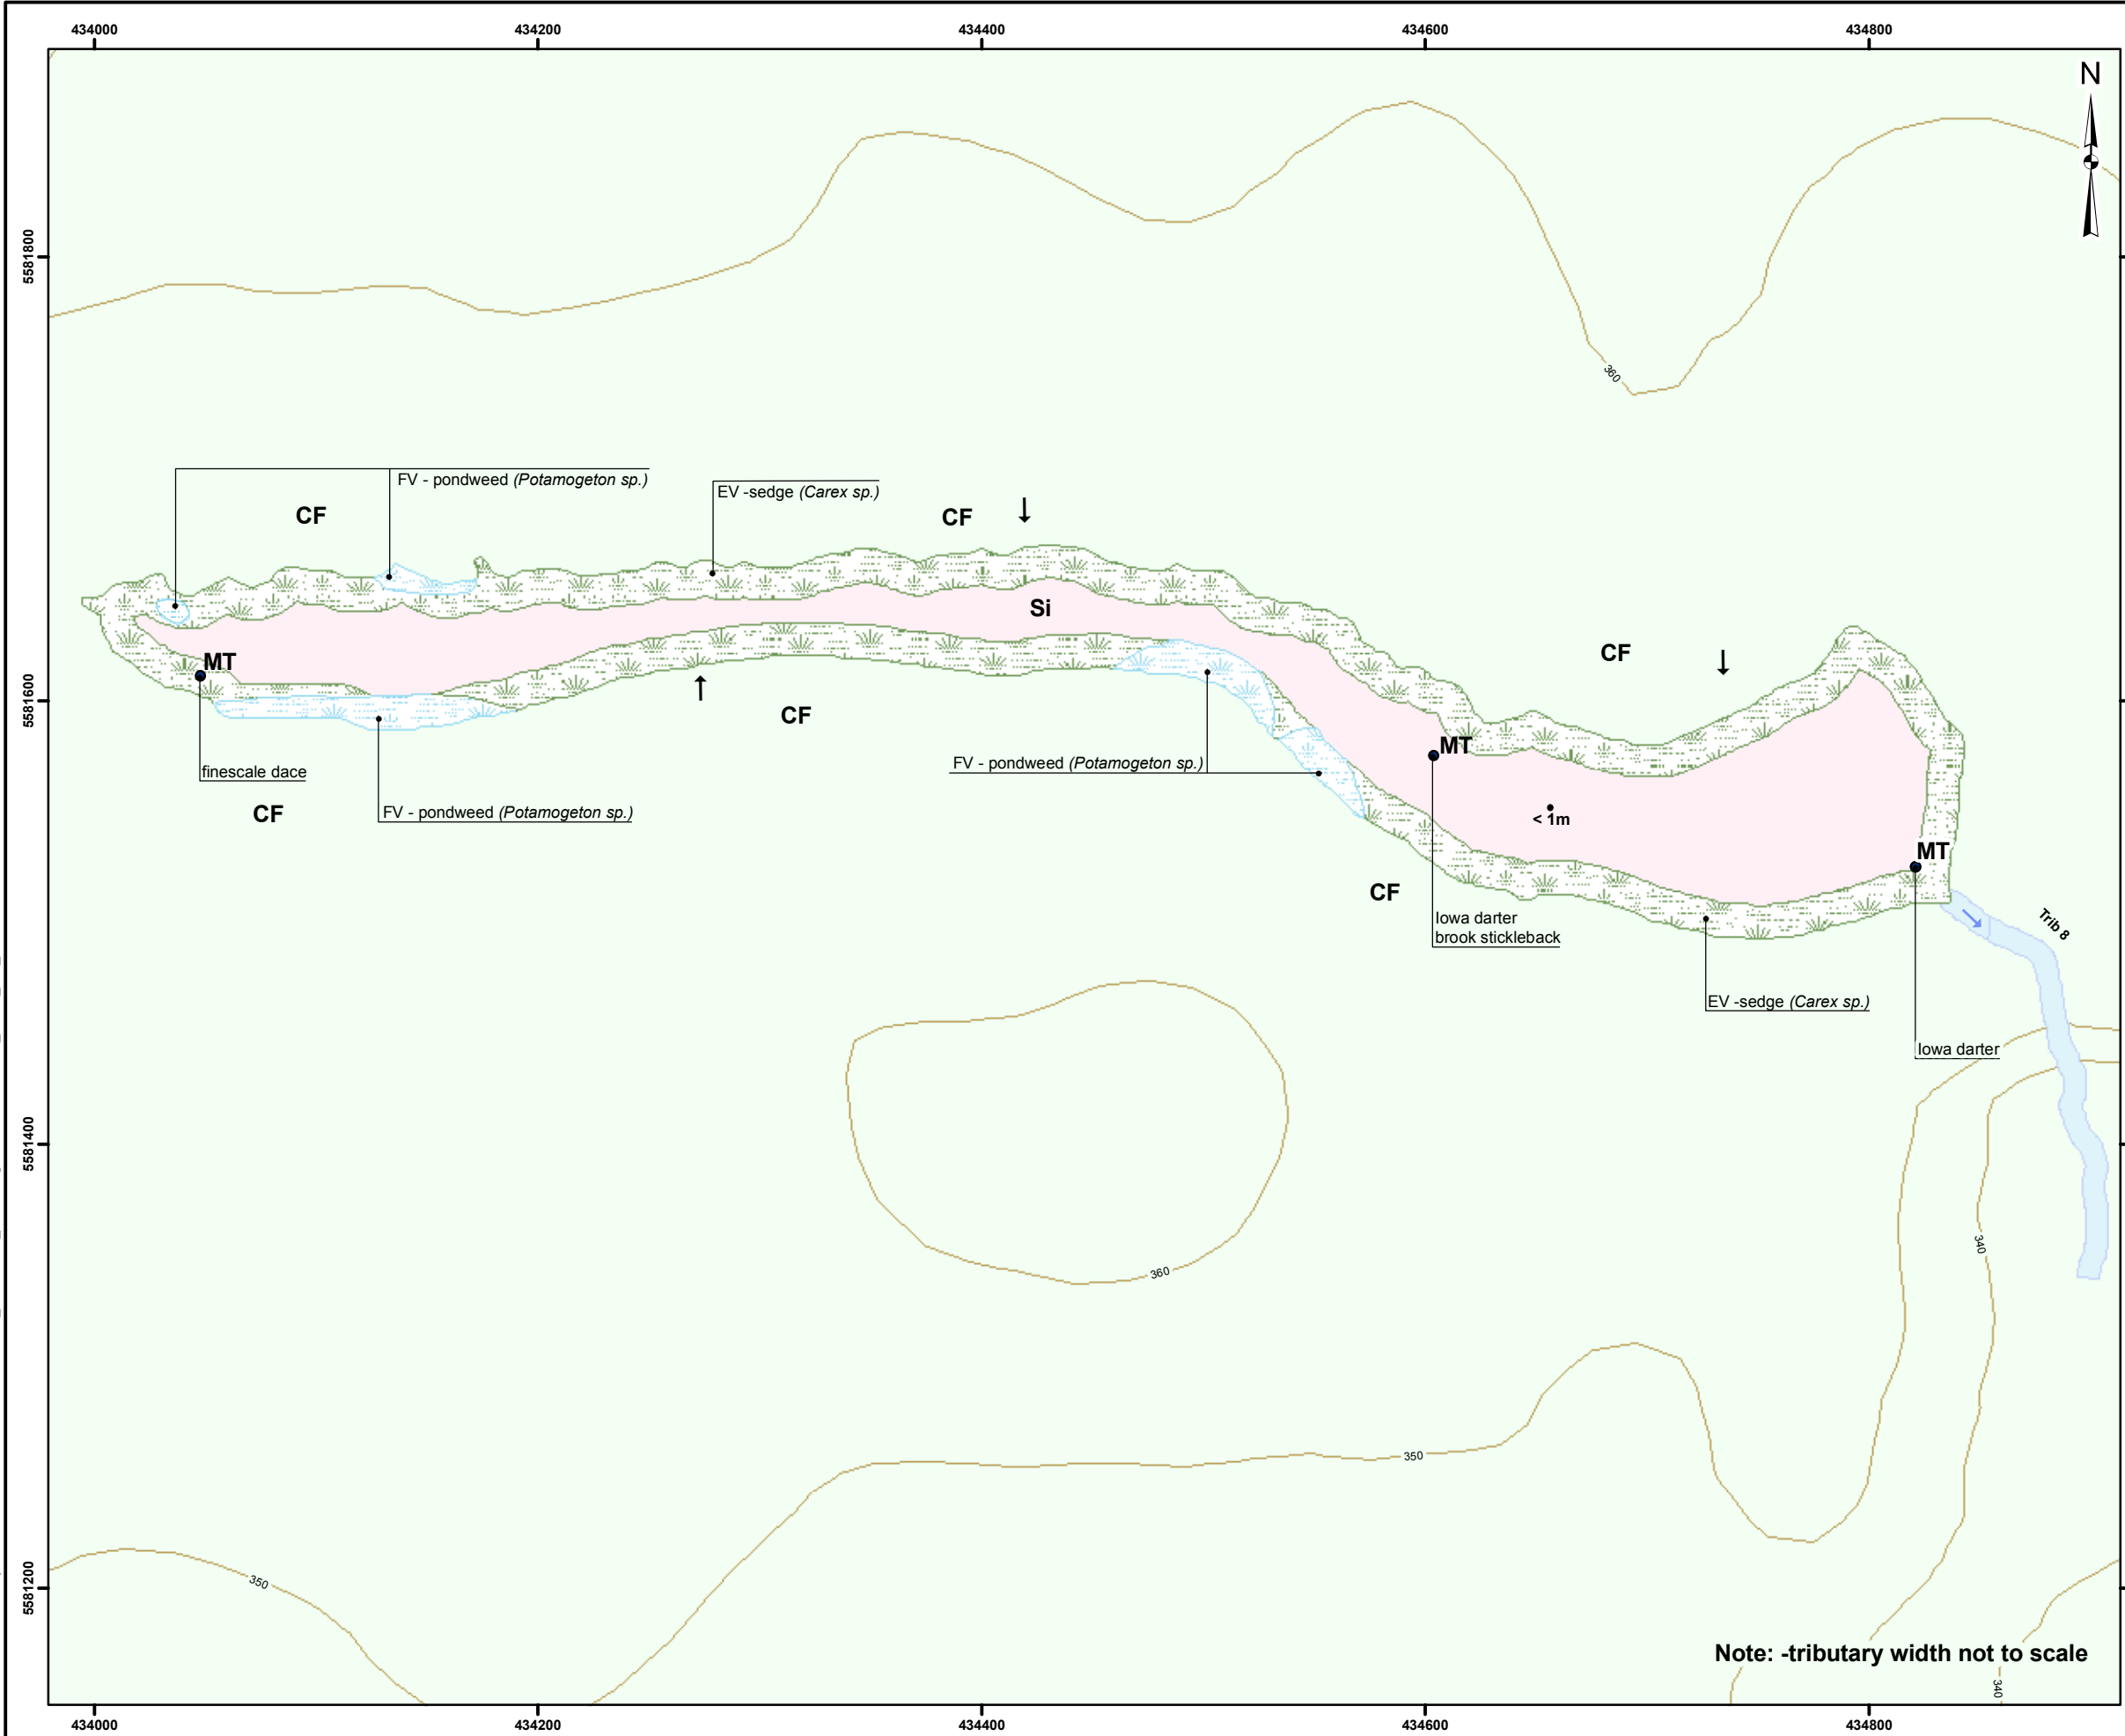 434000 434200 434400 434600 434800
N
5581800
360
FV - pondweed (Potamogeton sp.)
EV -sedge (Carex sp.)
CF
CF
Si
CF
MT
5581600
CF
MT
FV - pondweed (Potamogeton sp.)
finescale dace
CF
FV - pondweed (Potamogeton sp.)
< 1m
MT
CF
Iowa darter
brook stickleback
Trib 8
EV -sedge (Carex sp.)
Iowa darter
5581400
340
360
350
350
5581200
Note: -tributary width not to scale
340
434000 434200 434400 434600 434800